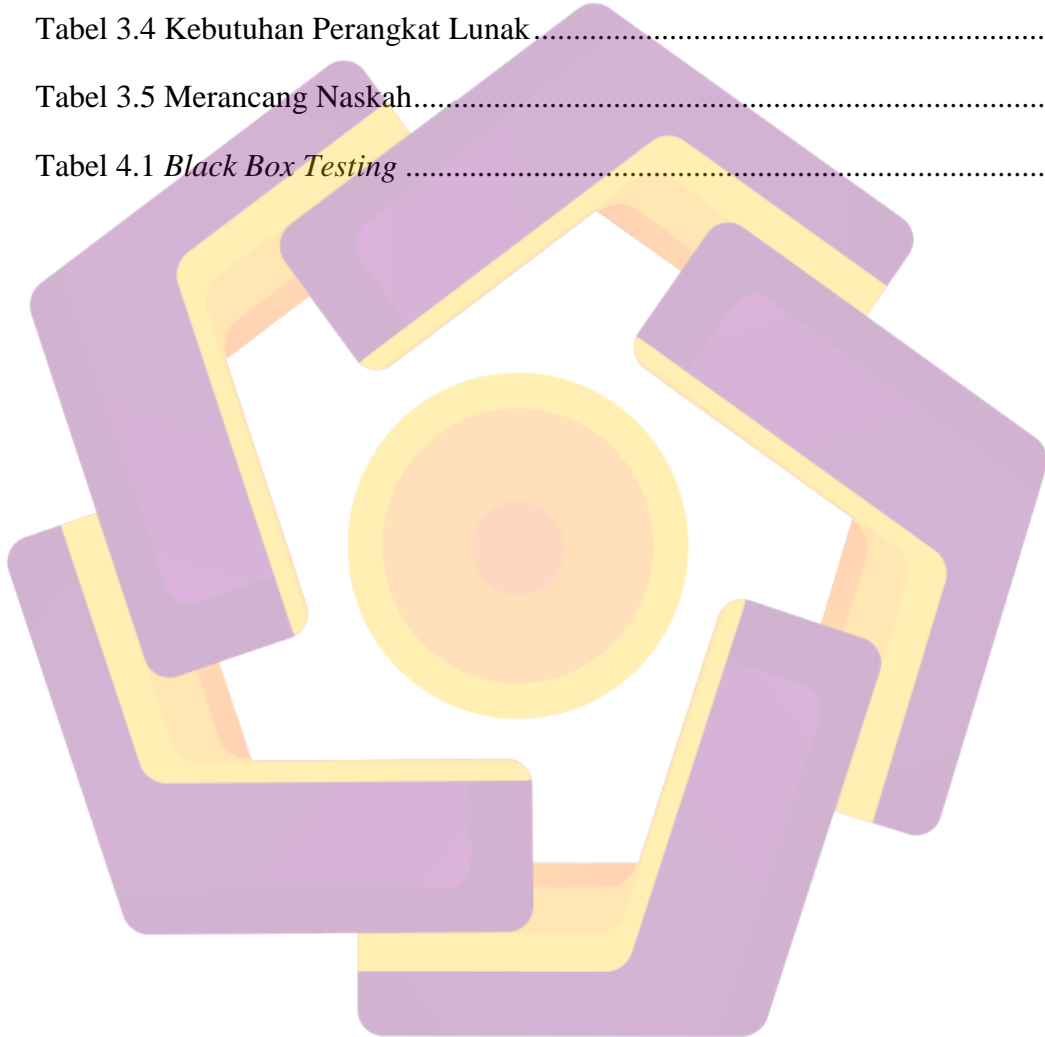 Tabel 3.4 Kebutuhan Perangkat Lunak......................................................................
Tabel 3.5 Merancang Naskah......................................................................................
Tabel 4.1 Black Box Testing ......................................................................................